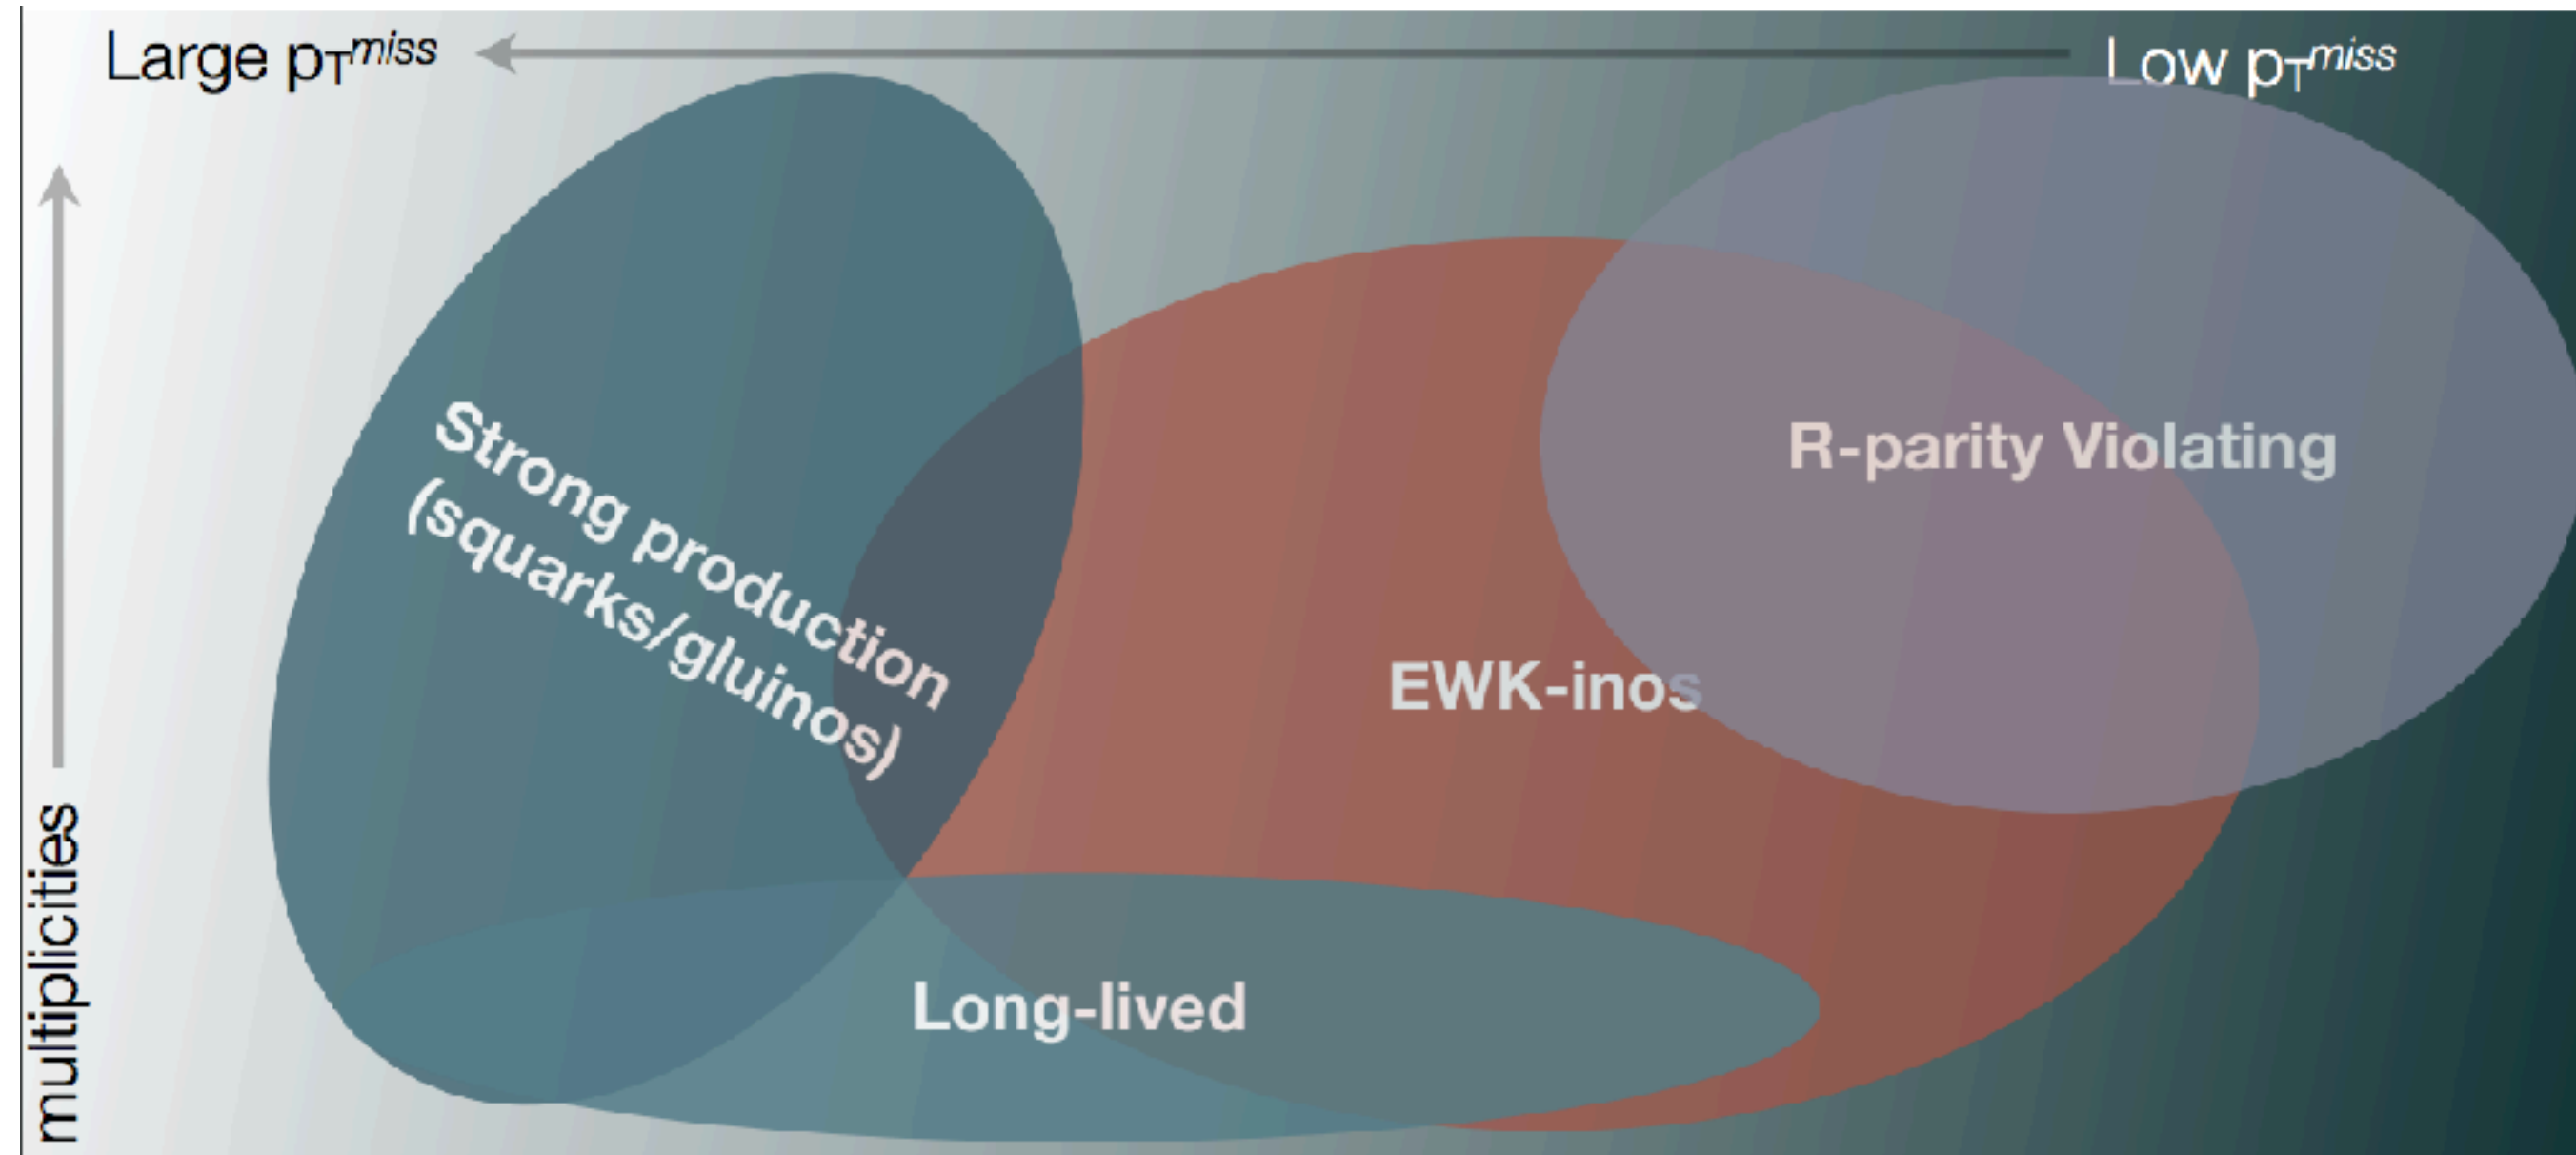 Large pTmiss
Low pTmiss
Strong production
(squarks/gluinos)
R-parity Violating
EWK-inos
Long-lived
multiplicities